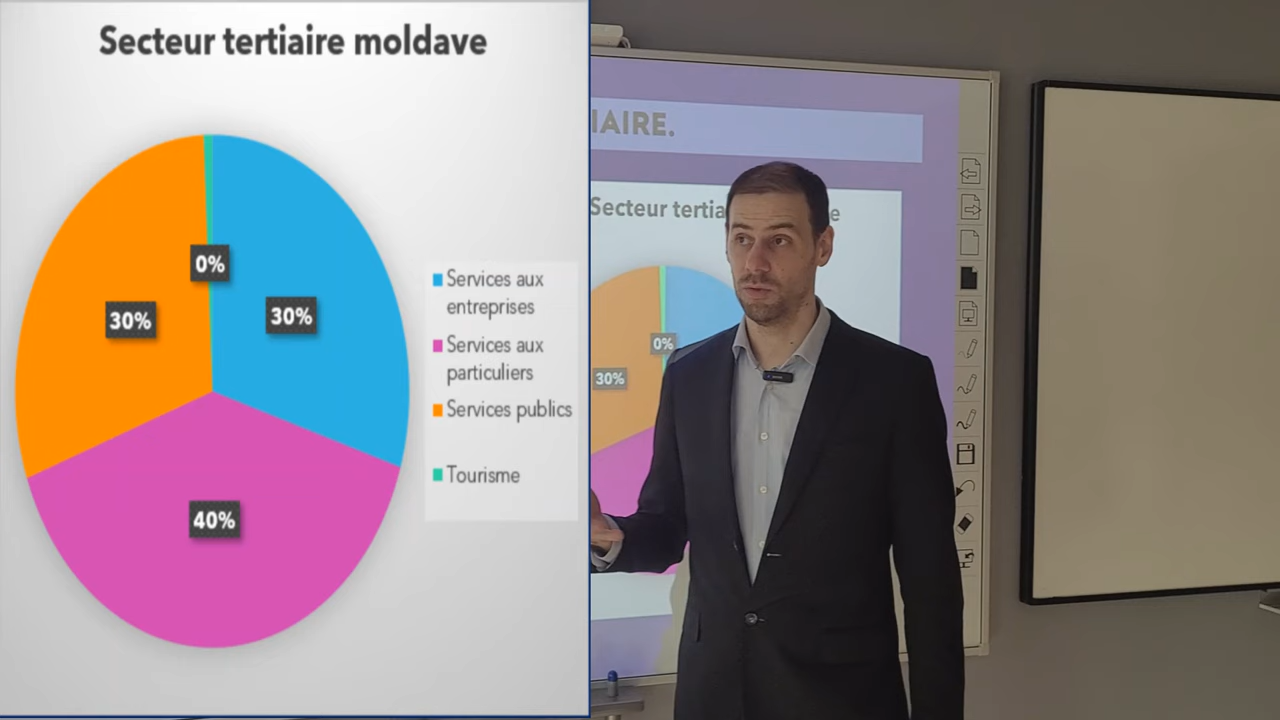 Secteur tertiaire moldave
0%
30%
30%
40%
Services aux
entreprises
Services aux
particuliers
Services publics
Tourisme
IAIRE.
Secteur tertia
e
0%
30%